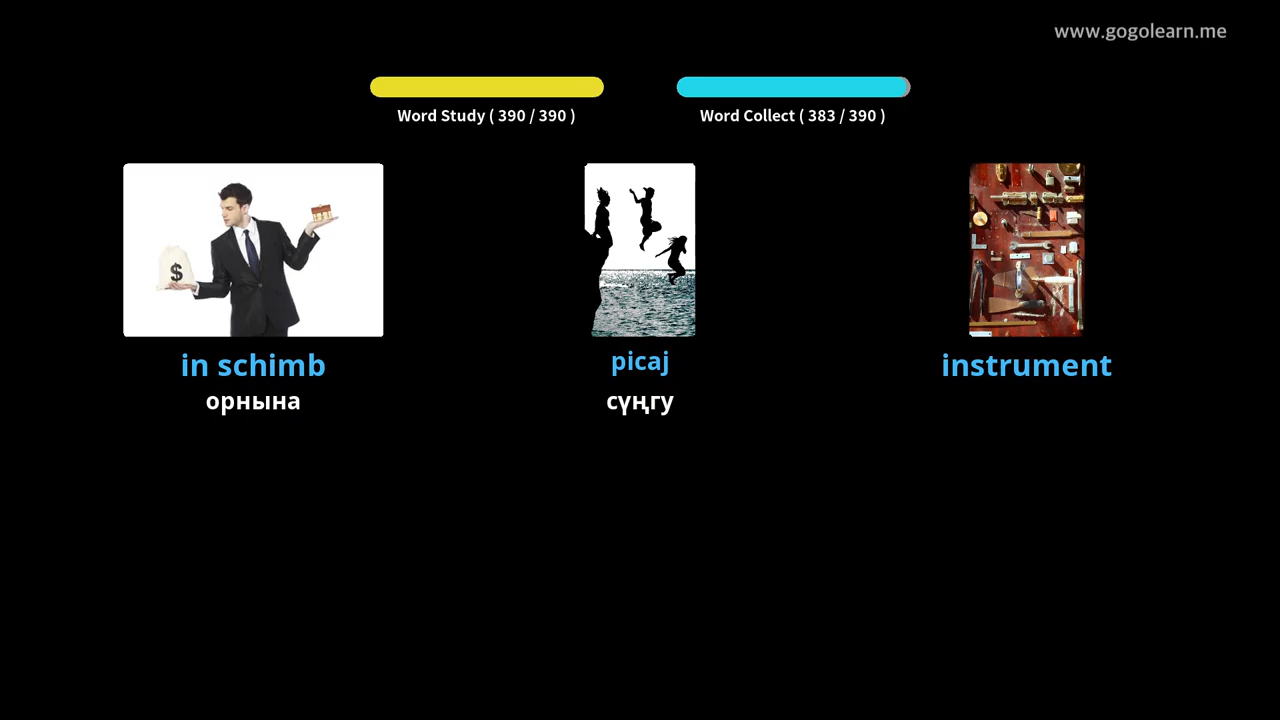 www.gogolearn.me
Word Study ( 390 / 390 )
Word Collect ( 383 / 390 )
$
in schimb
picaj
instrument
орнына
сүңгу